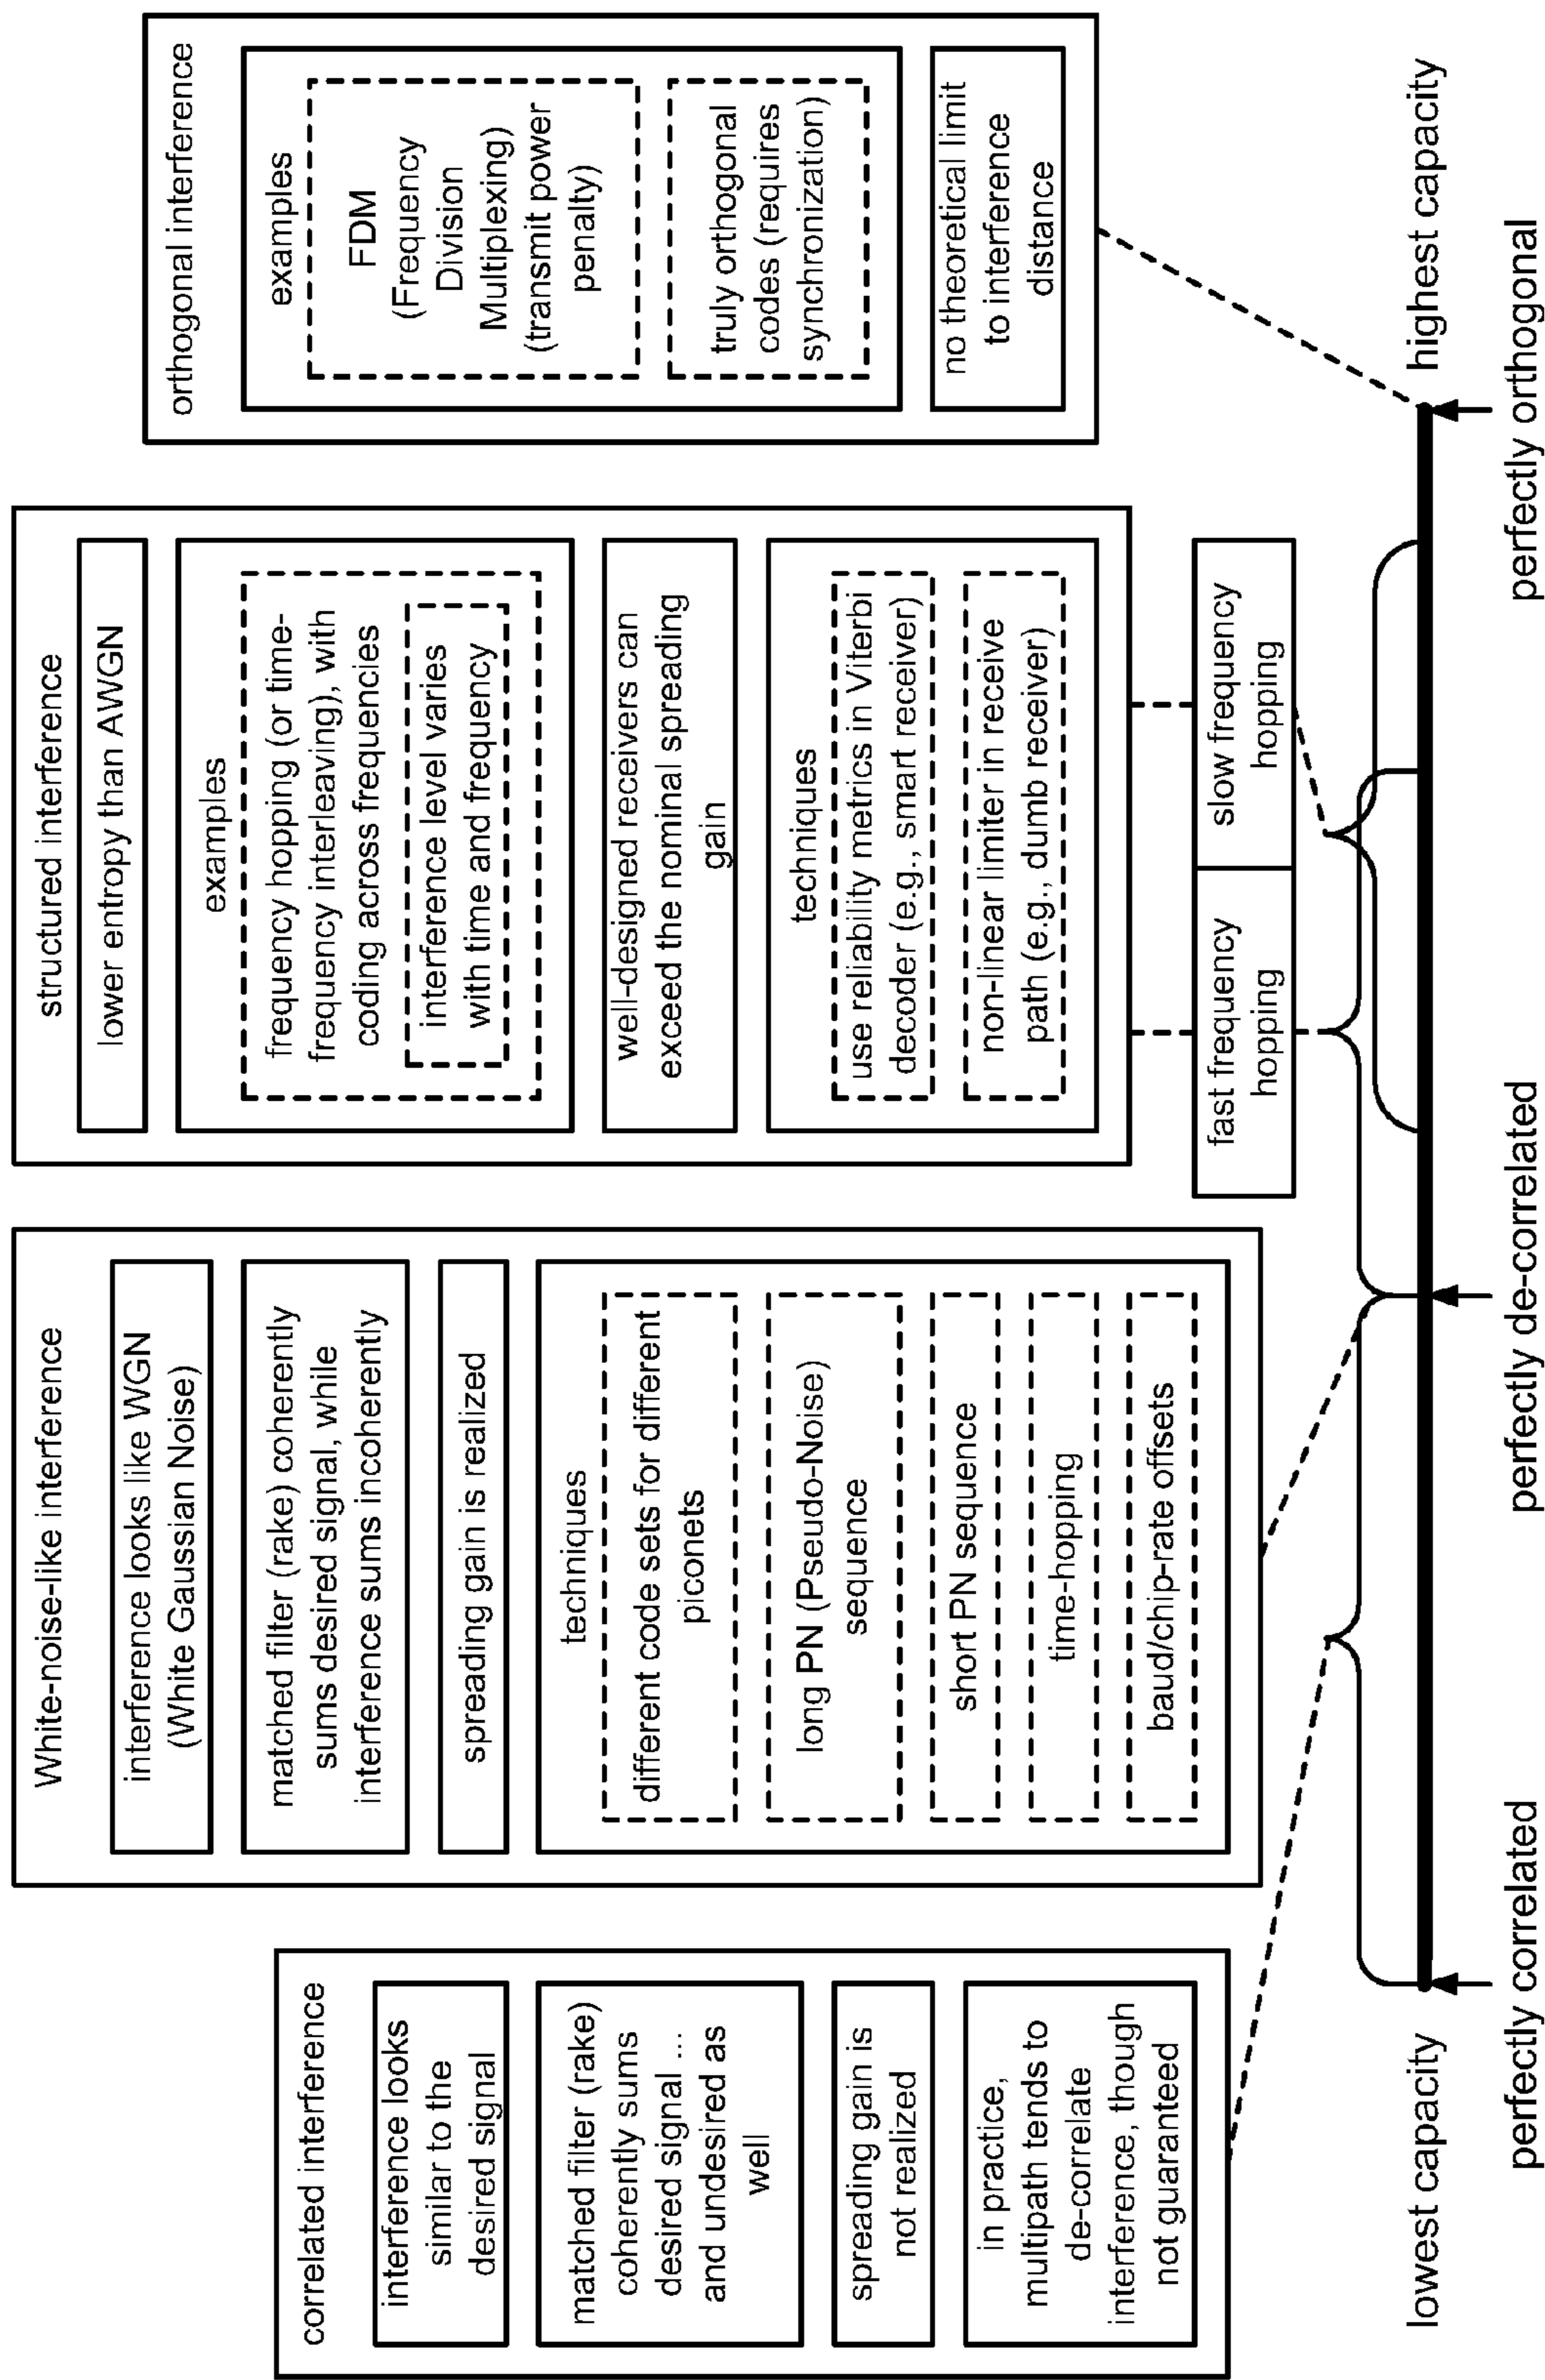 correlated interference
interference looks
similar to the
desired signal
matched filter (rake)
coherently sums
desired signal ...
and undesired as
well
spreading gain is
not realized
in practice,
multipath tends to
de-correlate
interference, though
not guaranteed
White-noise-like interference
interference looks like WGN
(White Gaussian Noise)
matched filter (rake) coherently
sums desired signal, while
interference sums incoherently
spreading gain is realized
techniques
different code sets for different
piconets
long PN (Pseudo-Noise)
sequence
short PN sequence
time-hopping
baud/chip-rate offsets
structured interference
lower entropy than AWGN
examples
frequency hopping (or time-
frequency interleaving), with
coding across frequencies
interference level varies
with time and frequency
well-designed receivers can
exceed the nominal spreading
gain
techniques
use reliability metrics in Viterbi
decoder (e.g., smart receiver)
non-linear limiter in receive
path (e.g., dumb receiver)
fast frequency
hopping
slow frequency
hopping
orthogonal interference
examples
FDM
(Frequency
Division
Multiplexing)
(transmit power
penalty)
truly orthogonal
codes (requires
synchronization)
no theoretical limit
to interference
distance
lowest capacity
highest capacity
perfectly correlated
perfectly de-correlated
perfectly orthogonal